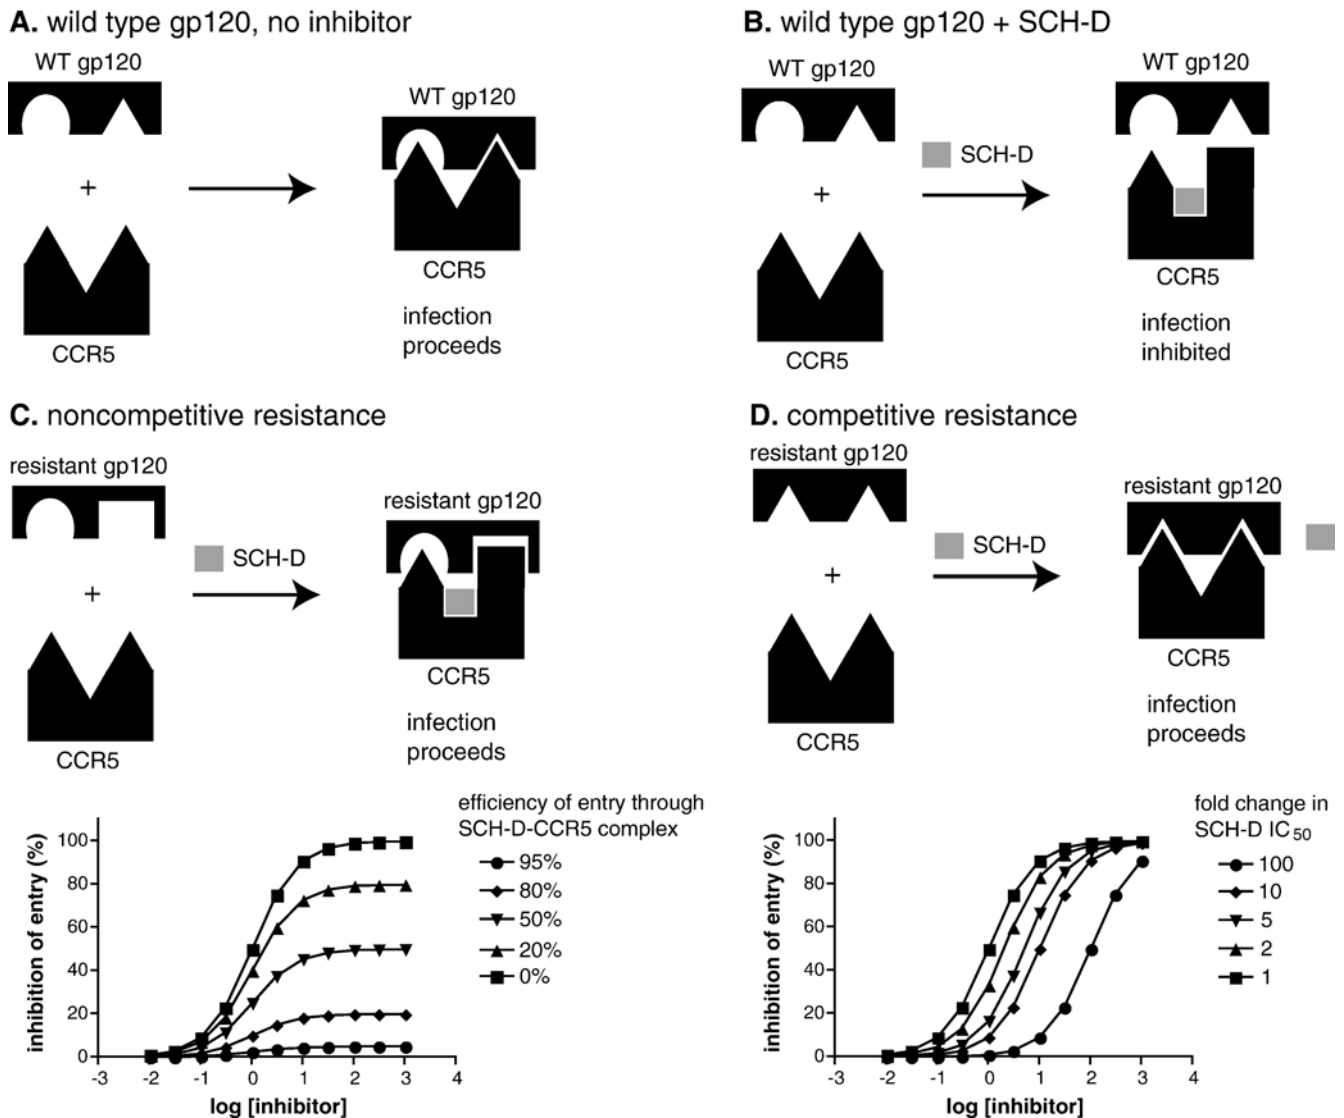 A. wild type gp120, no inhibitor
WT gp120
+
CCR5
WT gp120
CCR5
infection
proceeds
B. wild type gp120 + SCH-D
WT gp120
+
CCR5
SCH-D
WT gp120
CCR5
infection
inhibited
C. noncompetitive resistance
resistant gp120
+
CCR5
SCH-D
resistant gp120
CCR5
infection
proceeds
D. competitive resistance
resistant gp120
+
CCR5
SCH-D
resistant gp120
CCR5
infection
proceeds
inhibition of entry (%)
100
80
60
40
20
0
-3 -2 -1 0 1 2 3 4
log [inhibitor]
efficiency of entry through
SCH-D-CCR5 complex
95%
80%
50%
20%
0%
inhibition of entry (%)
100
80
60
40
20
0
-3 -2 -1 0 1 2 3 4
log [inhibitor]
fold change in
SCH-D IC50
100
10
5
2
1